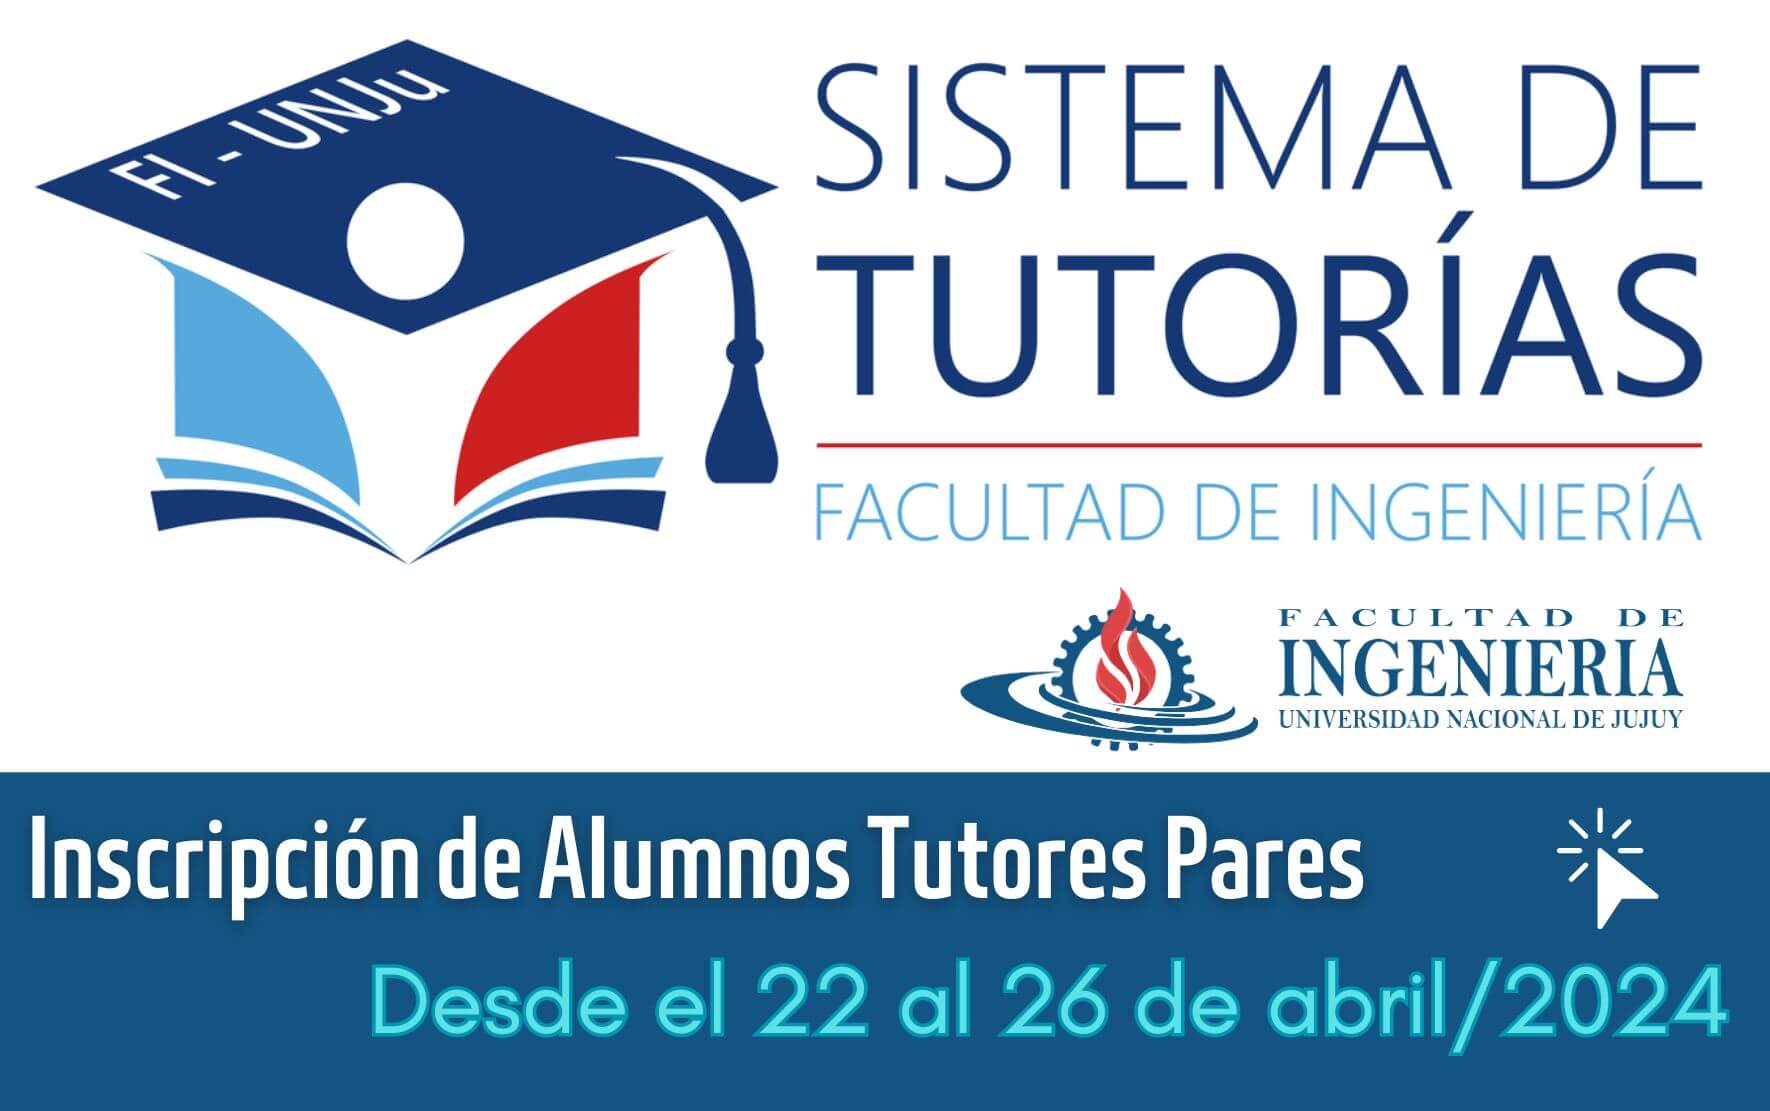 FI - UNJu
SISTEMA DE
TUTORÍAS
FACULTAD DE INGENIERÍA
FACULTAD DE
INGENIERIA
UNIVERSIDAD NACIONAL DE JUJUY
Inscripción de Alumnos Tutores Pares
Desde el 22 al 26 de abril/2024